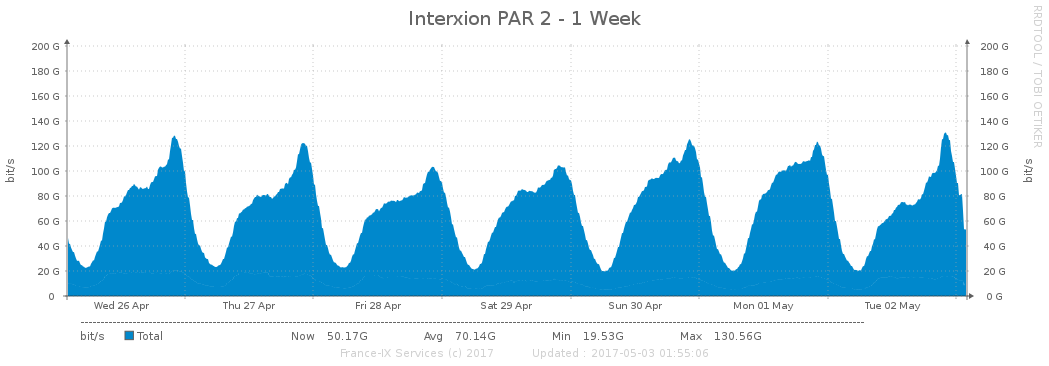 Interxion PAR 2 - 1 Week
RRDTOOL / TOBI OETIKER
bit/s
200 G 200 G
180 G 180 G
160 G 160 G
140 G 140 G
120 G 120 G
100 G 100 G
80 G 80 G
60 G 60 G
40 G 40 G
20 G 20 G
0 0 G
bit/s
Wed 26 Apr Thu 27 Apr Fri 28 Apr Sat 29 Apr Sun 30 Apr Mon 01 May Tue 02 May
bit/s Total Now 50.17G Avg 70.14G Min 19.53G Max 130.56G
France-IX Services (c) 2017 Updated : 2017-05-03 01:55:06